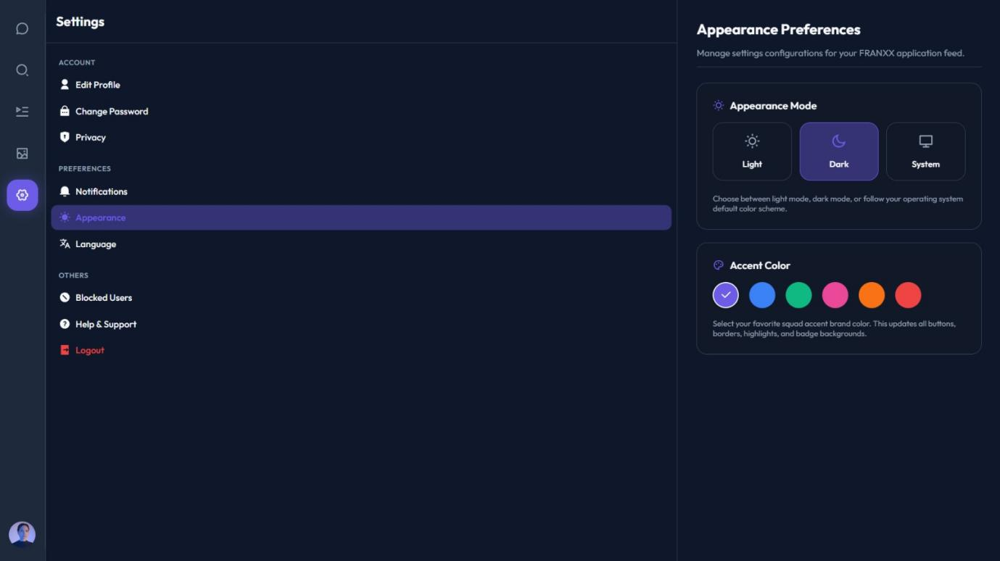 Settings
ACCOUNT
Edit Profile
Change Password
Privacy
PREFERENCES
Notifications
Appearance
Language
OTHERS
Blocked Users
Help & Support
Logout
Appearance Preferences
Manage settings configurations for your FRANXX application feed.
Appearance Mode
Light
Dark
System
Choose between light mode, dark mode, or follow your operating system
default color scheme.
Accent Color
Select your favorite squad accent brand color. This updates all buttons,
borders, highlights, and badge backgrounds.